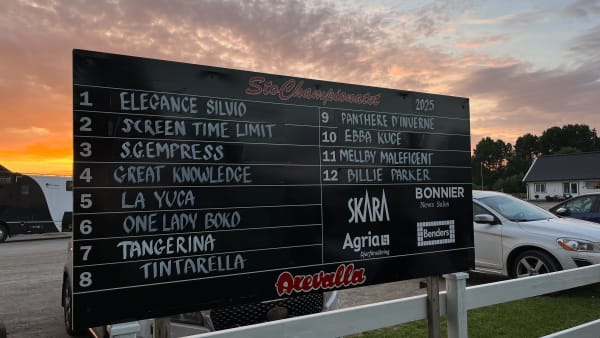 StoChampionatet 2025
1 ELEGANCE SILVIO
2 SCREEN TIME LIMIT
3 S.G.EMPRESS
4 GREAT KNOWLEDGE
5 LA YUCA
6 ONE LADY BOKO
7 TANGERINA
8 TINTARELLA
9 PANTHERE D'INVERNE
10 EBBA KUCE
11 MELLBY MALEFICENT
12 BILLIE PARKER
SKARA
BONNIER
News Sales
Agria
Djurförsäkring
Benders
Axevalla